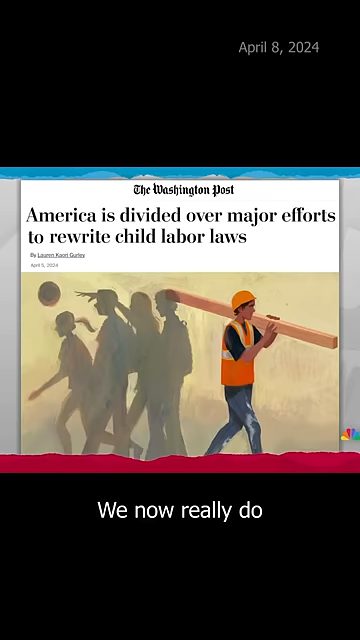 April 8, 2024
The Washington Post
America is divided over major efforts
to rewrite child labor laws
By Lauren Kaori Gurley
April 5, 2024
We now really do